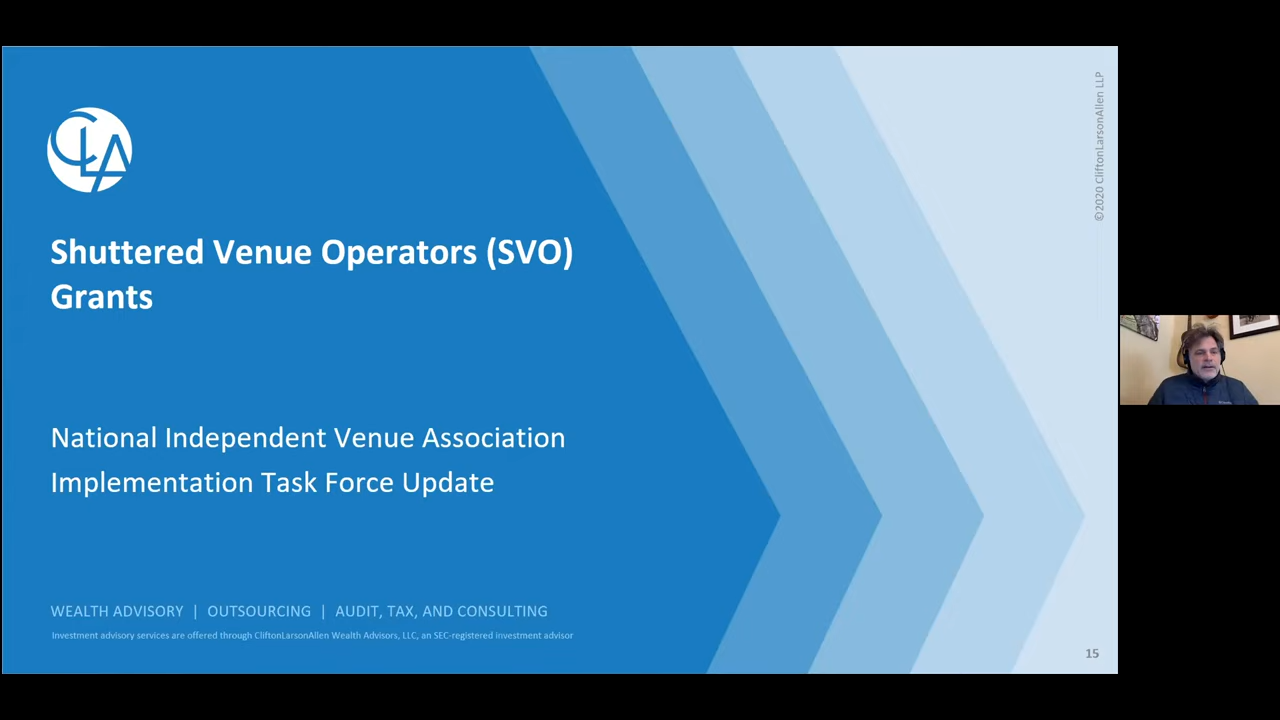 CLA
©2020 CliftonLarsonAllen LLP
Shuttered Venue Operators (SVO)
Grants
National Independent Venue Association
Implementation Task Force Update
WEALTH ADVISORY | OUTSOURCING | AUDIT, TAX, AND CONSULTING
Investment advisory services are offered through CliftonLarsonAllen Wealth Advisors, LLC, an SEC-registered investment advisor
15